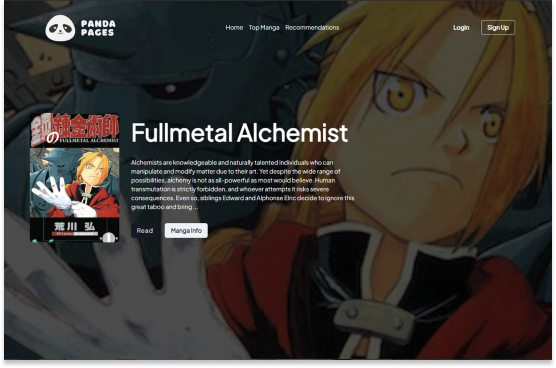 PANDA
PAGES
Home Top Manga Recommendations
Login Sign Up
鋼の錬金術師
FULLMETAL ALCHEMIST
荒川 弘
1
Fullmetal Alchemist
Alchemists are knowledgeable and naturally talented individuals who can
manipulate and modify matter due to their art. Yet despite the wide range of
possibilities, alchemy is not as all-powerful as most would believe. Human
transmutation is strictly forbidden, and whoever attempts it risks severe
consequences. Even so, siblings Edward and Alphonse Elric decide to ignore this
great taboo and bring ...
Read Manga Info